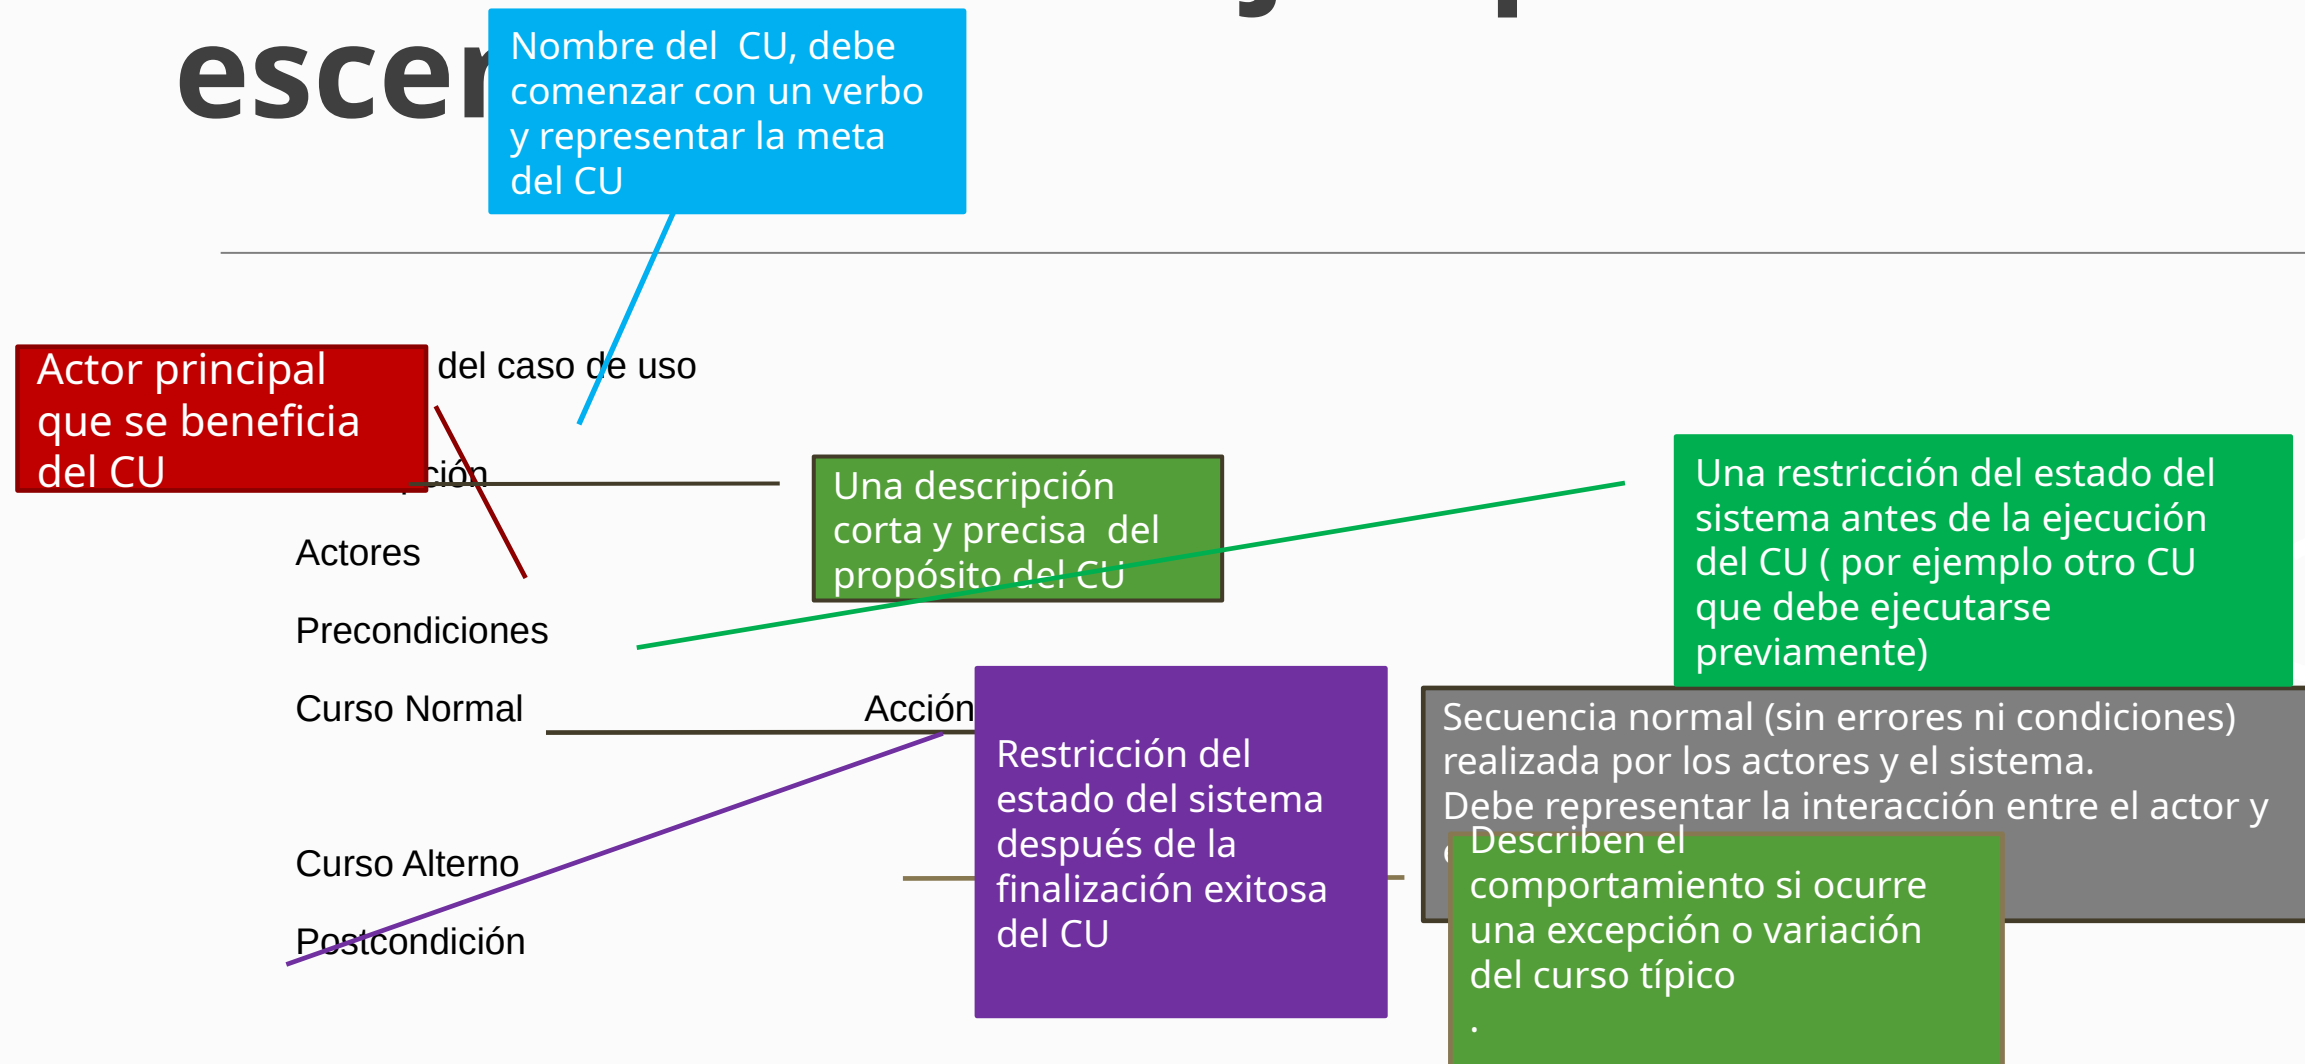 Nombre del  CU, debe
comenzar con un verbo
y representar la meta
del CU
del caso de uso
Actor principal
que se beneficia
del CU
Una descripción
corta y precisa  del
propósito del CU
Una restricción del estado del
sistema antes de la ejecución
del CU ( por ejemplo otro CU
que debe ejecutarse
previamente)
Actores
Precondiciones
Curso Normal
Acción
Restricción del
estado del sistema
después de la
finalización exitosa
del CU
Secuencia normal (sin errores ni condiciones)
realizada por los actores y el sistema.
Debe representar la interacción entre el actor y
Describen el
comportamiento si ocurre
una excepción o variación
del curso típico
.
Curso Alterno
Postcondición